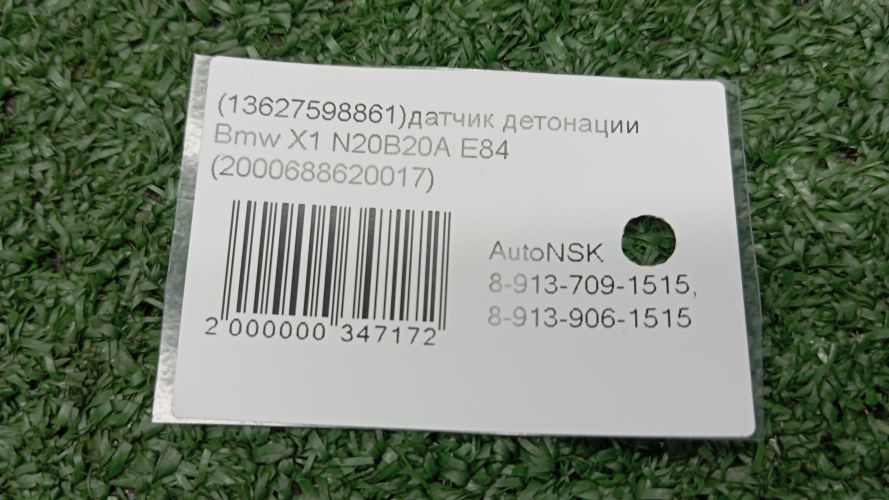 (13627598861)датчик детонации
Bmw X1 N20B20A E84
(2000688620017)
AutoNSK
8-913-709-1515,
8-913-906-1515
2 000000 347172